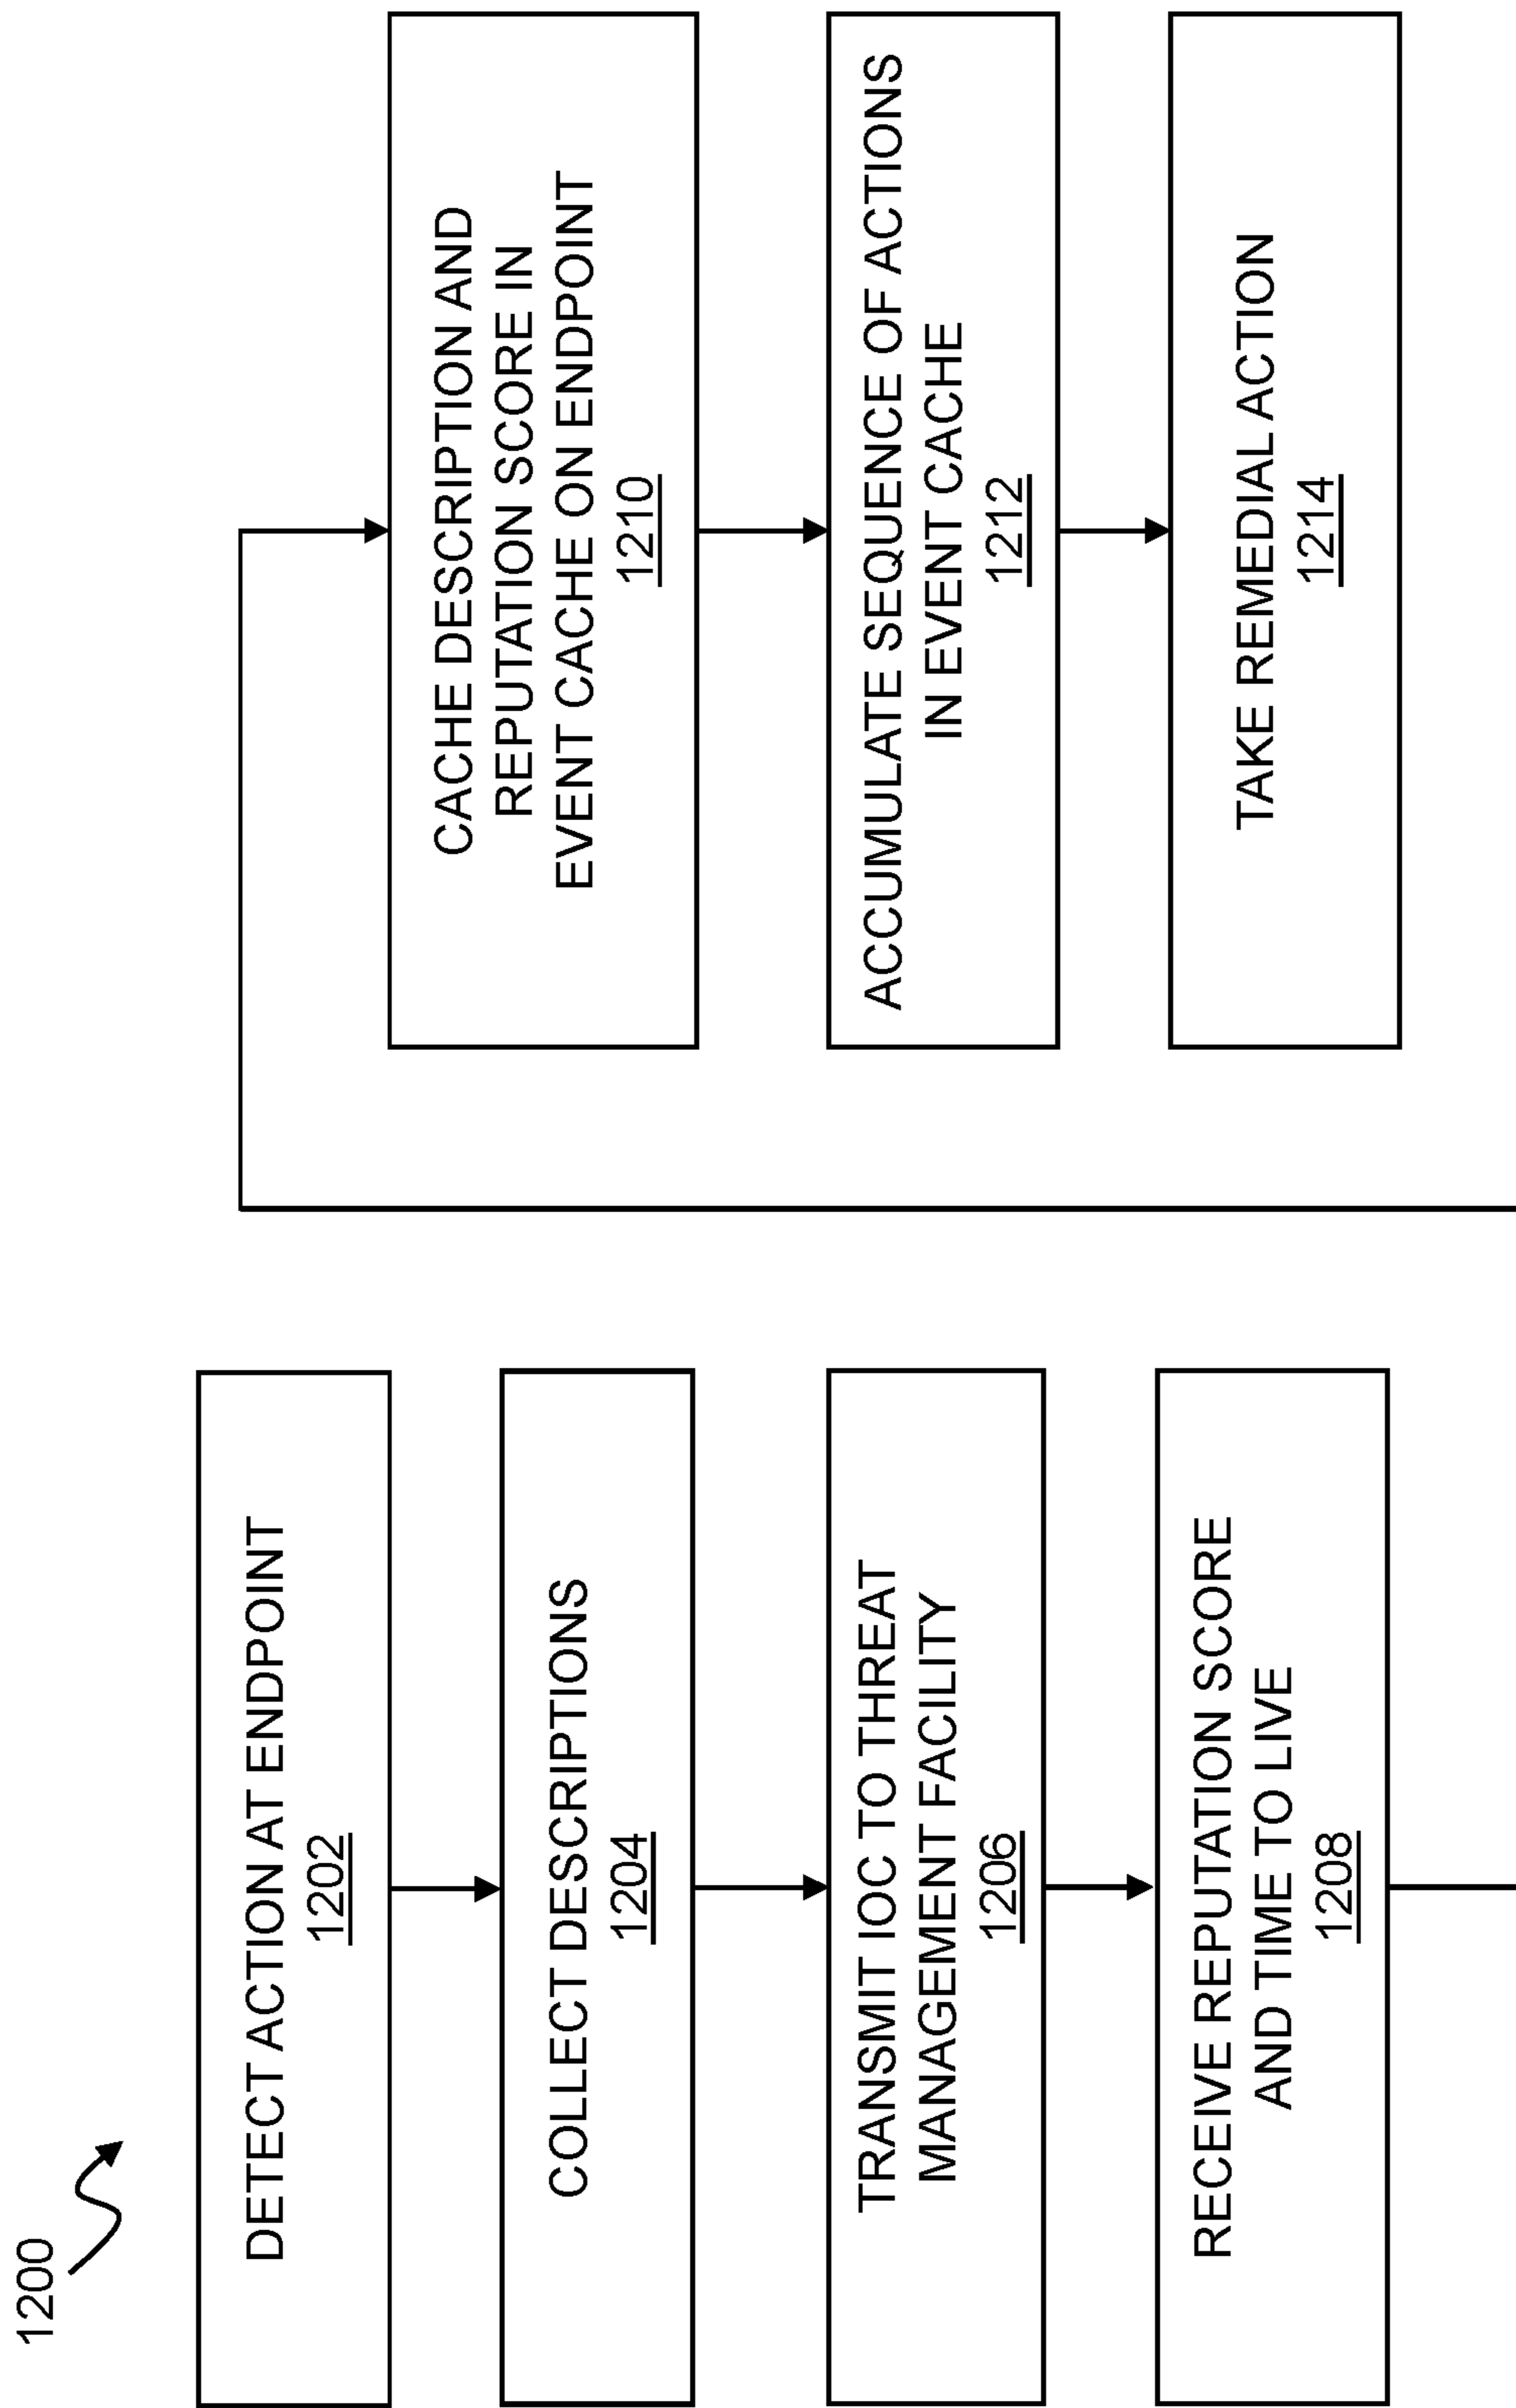 1200
DETECT ACTION AT ENDPOINT
1202
COLLECT DESCRIPTIONS
1204
TRANSMIT IOC TO THREAT
MANAGEMENT FACILITY
1206
RECEIVE REPUTATION SCORE
AND TIME TO LIVE
1208
CACHE DESCRIPTION AND
REPUTATION SCORE IN
EVENT CACHE ON ENDPOINT
1210
ACCUMULATE SEQUENCE OF ACTIONS
IN EVENT CACHE
1212
TAKE REMEDIAL ACTION
1214